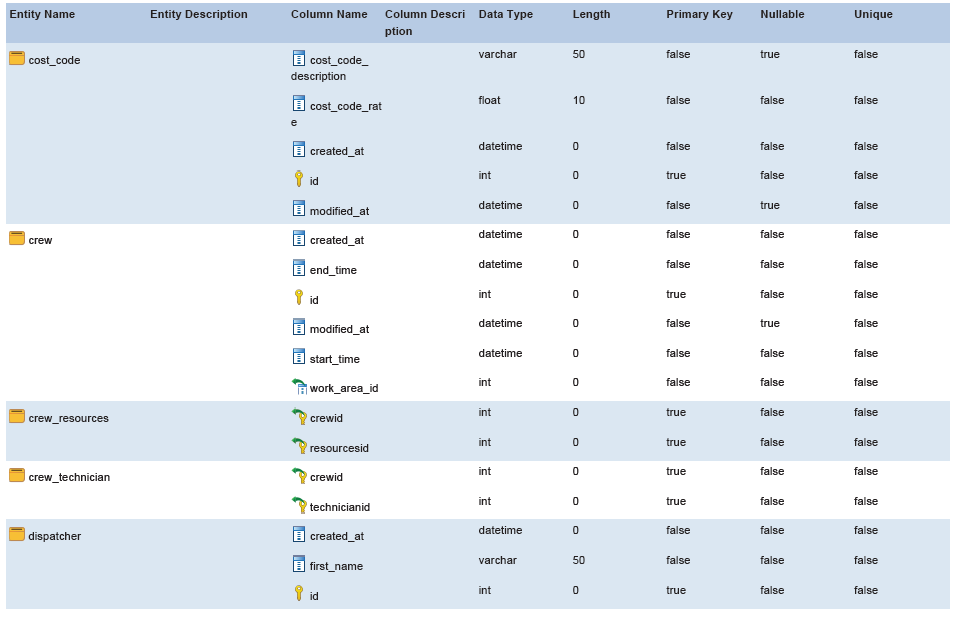 Entity Name Entity Description Column Name Column Descri Data Type Length Primary Key Nullable Unique
ption
cost_code cost_code_ varchar 50 false true false
description
cost_code_rat float 10 false false false
e
created_at datetime 0 false false false
id int 0 true false false
modified_at datetime 0 false true false
crew created_at datetime 0 false false false
end_time datetime 0 false false false
id int 0 true false false
modified_at datetime 0 false true false
start_time datetime 0 false false false
work_area_id int 0 false false false
crew_resources crewid int 0 true false false
resourcesid int 0 true false false
crew_technician crewid int 0 true false false
technicianid int 0 true false false
dispatcher created_at datetime 0 false false false
first_name varchar 50 false false false
id int 0 true false false